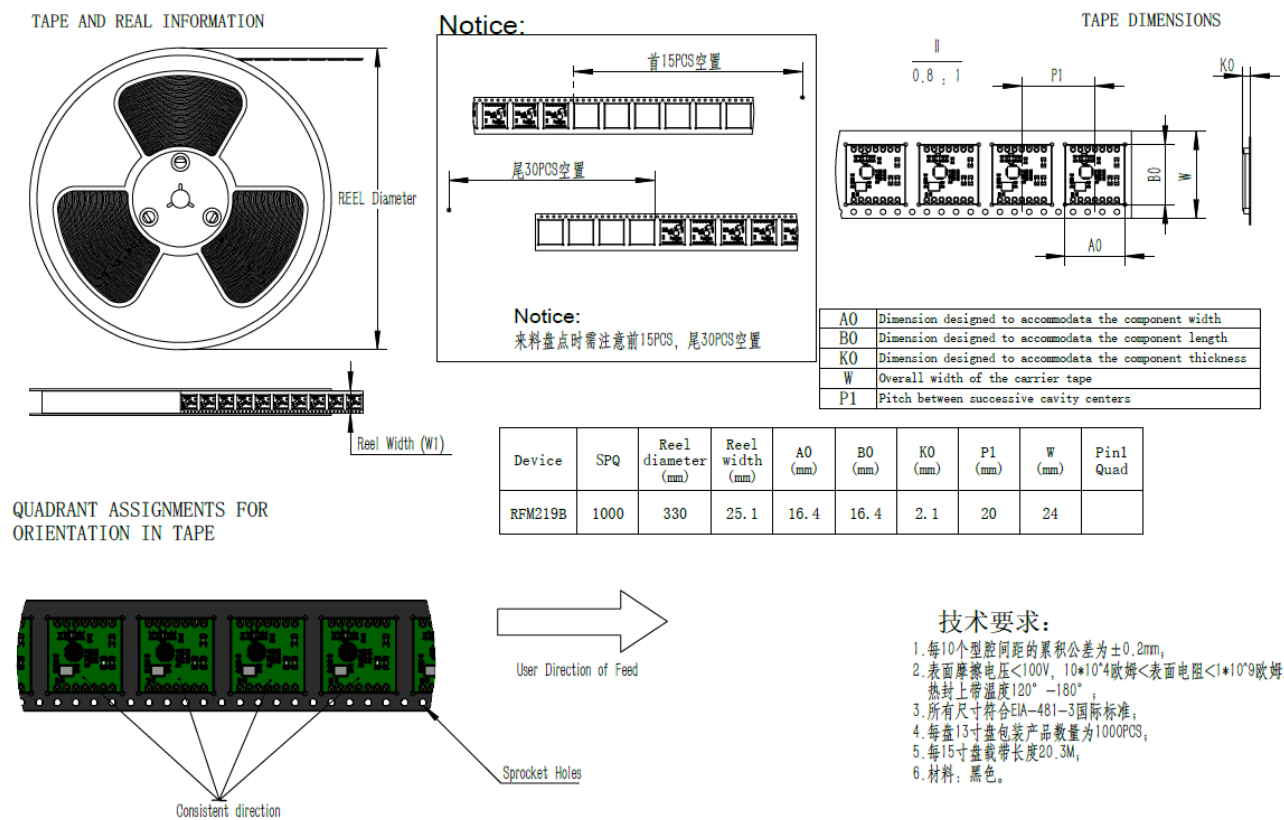 TAPE AND REAL INFORMATION
REEL Diameter
Reel Width (W1)
Notice:
首15PCS空置
尾30PCS空置
Notice:
来料盘点时需注意前15PCS, 尾30PCS空置
TAPE DIMENSIONS
Ⅱ
0.8 : 1
P1
K0
B0
W
A0
A0 Dimension designed to accommodata the component width
B0 Dimension designed to accommodata the component length
K0 Dimension designed to accommodata the component thickness
W Overall width of the carrier tape
P1 Pitch between successive cavity centers
Device SPQ Reel diameter (mm) Reel width (mm) A0 (mm) B0 (mm) K0 (mm) P1 (mm) W (mm) Pin1 Quad
RFM219B 1000 330 25.1 16.4 16.4 2.1 20 24
QUADRANT ASSIGNMENTS FOR
ORIENTATION IN TAPE
User Direction of Feed
Sprocket Holes
Consistent direction
技术要求:
1.每10个型腔间距的累积公差为±0.2mm;
2.表面摩擦电压<100V, 10*10^4欧姆<表面电阻<1*10^9欧姆
热封上带温度120° -180° ;
3.所有尺寸符合EIA-481-3国际标准;
4.每盘13寸盘包装产品数量为1000PCS;
5.每15寸盘载带长度20.3M;
6.材料: 黑色。